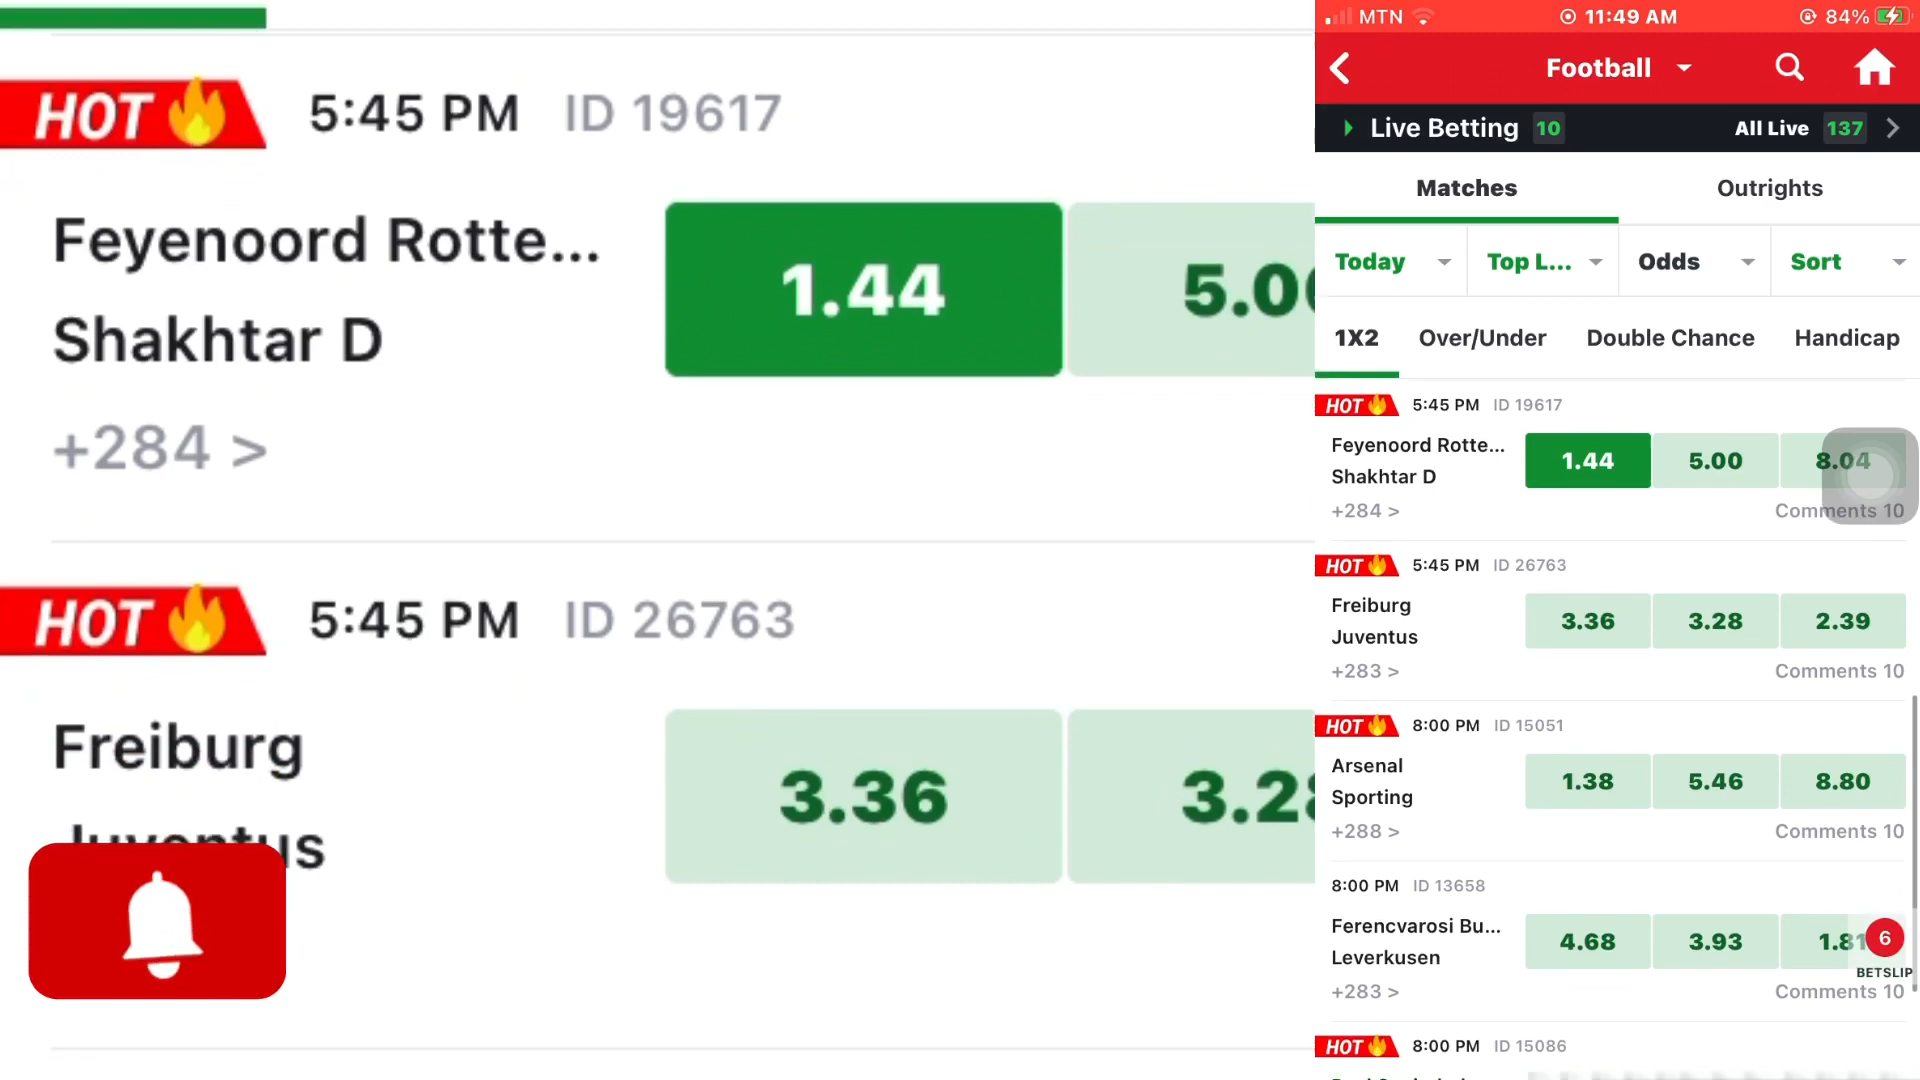 HOT 5:45 PM ID 19617
Feyenoord Rotte...
1.44
Shakhtar D
+284 >
HOT 5:45 PM ID 26763
Freiburg
3.36
Juventus
MTN 11:49 AM 84%
Football
Live Betting 10 All Live 137
Matches Outrights
Today Top L... Odds Sort
1X2 Over/Under Double Chance Handicap
HOT 5:45 PM ID 19617
Feyenoord Rotte... 1.44 5.00 8.04
Shakhtar D
+284 > Comments 10
HOT 5:45 PM ID 26763
Freiburg 3.36 3.28 2.39
Juventus
+283 > Comments 10
HOT 8:00 PM ID 15051
Arsenal 1.38 5.46 8.80
Sporting
+288 > Comments 10
8:00 PM ID 13658
Ferencvarosi Bu... 4.68 3.93 1.81
Leverkusen 6
BETSLIP
+283 > Comments 10
HOT 8:00 PM ID 15086